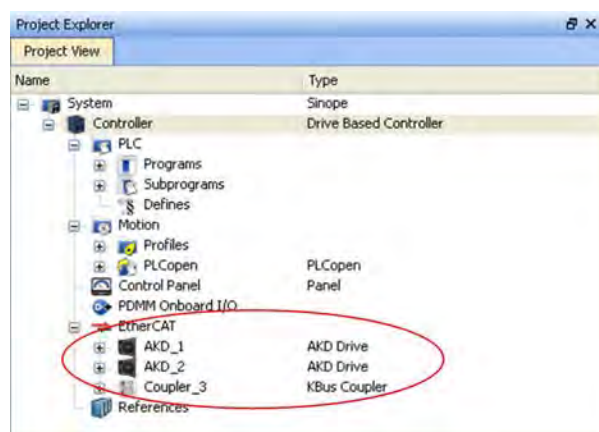 Project Explorer
Project View
Name Type
System Sinope
Controller Drive Based Controller
PLC
Programs
Subprograms
Defines
Motion
Profiles
PLCopen PLCopen
Control Panel Panel
PDMM Onboard I/O
EtherCAT
AKD_1 AKD Drive
AKD_2 AKD Drive
Coupler_3 KBus Coupler
References